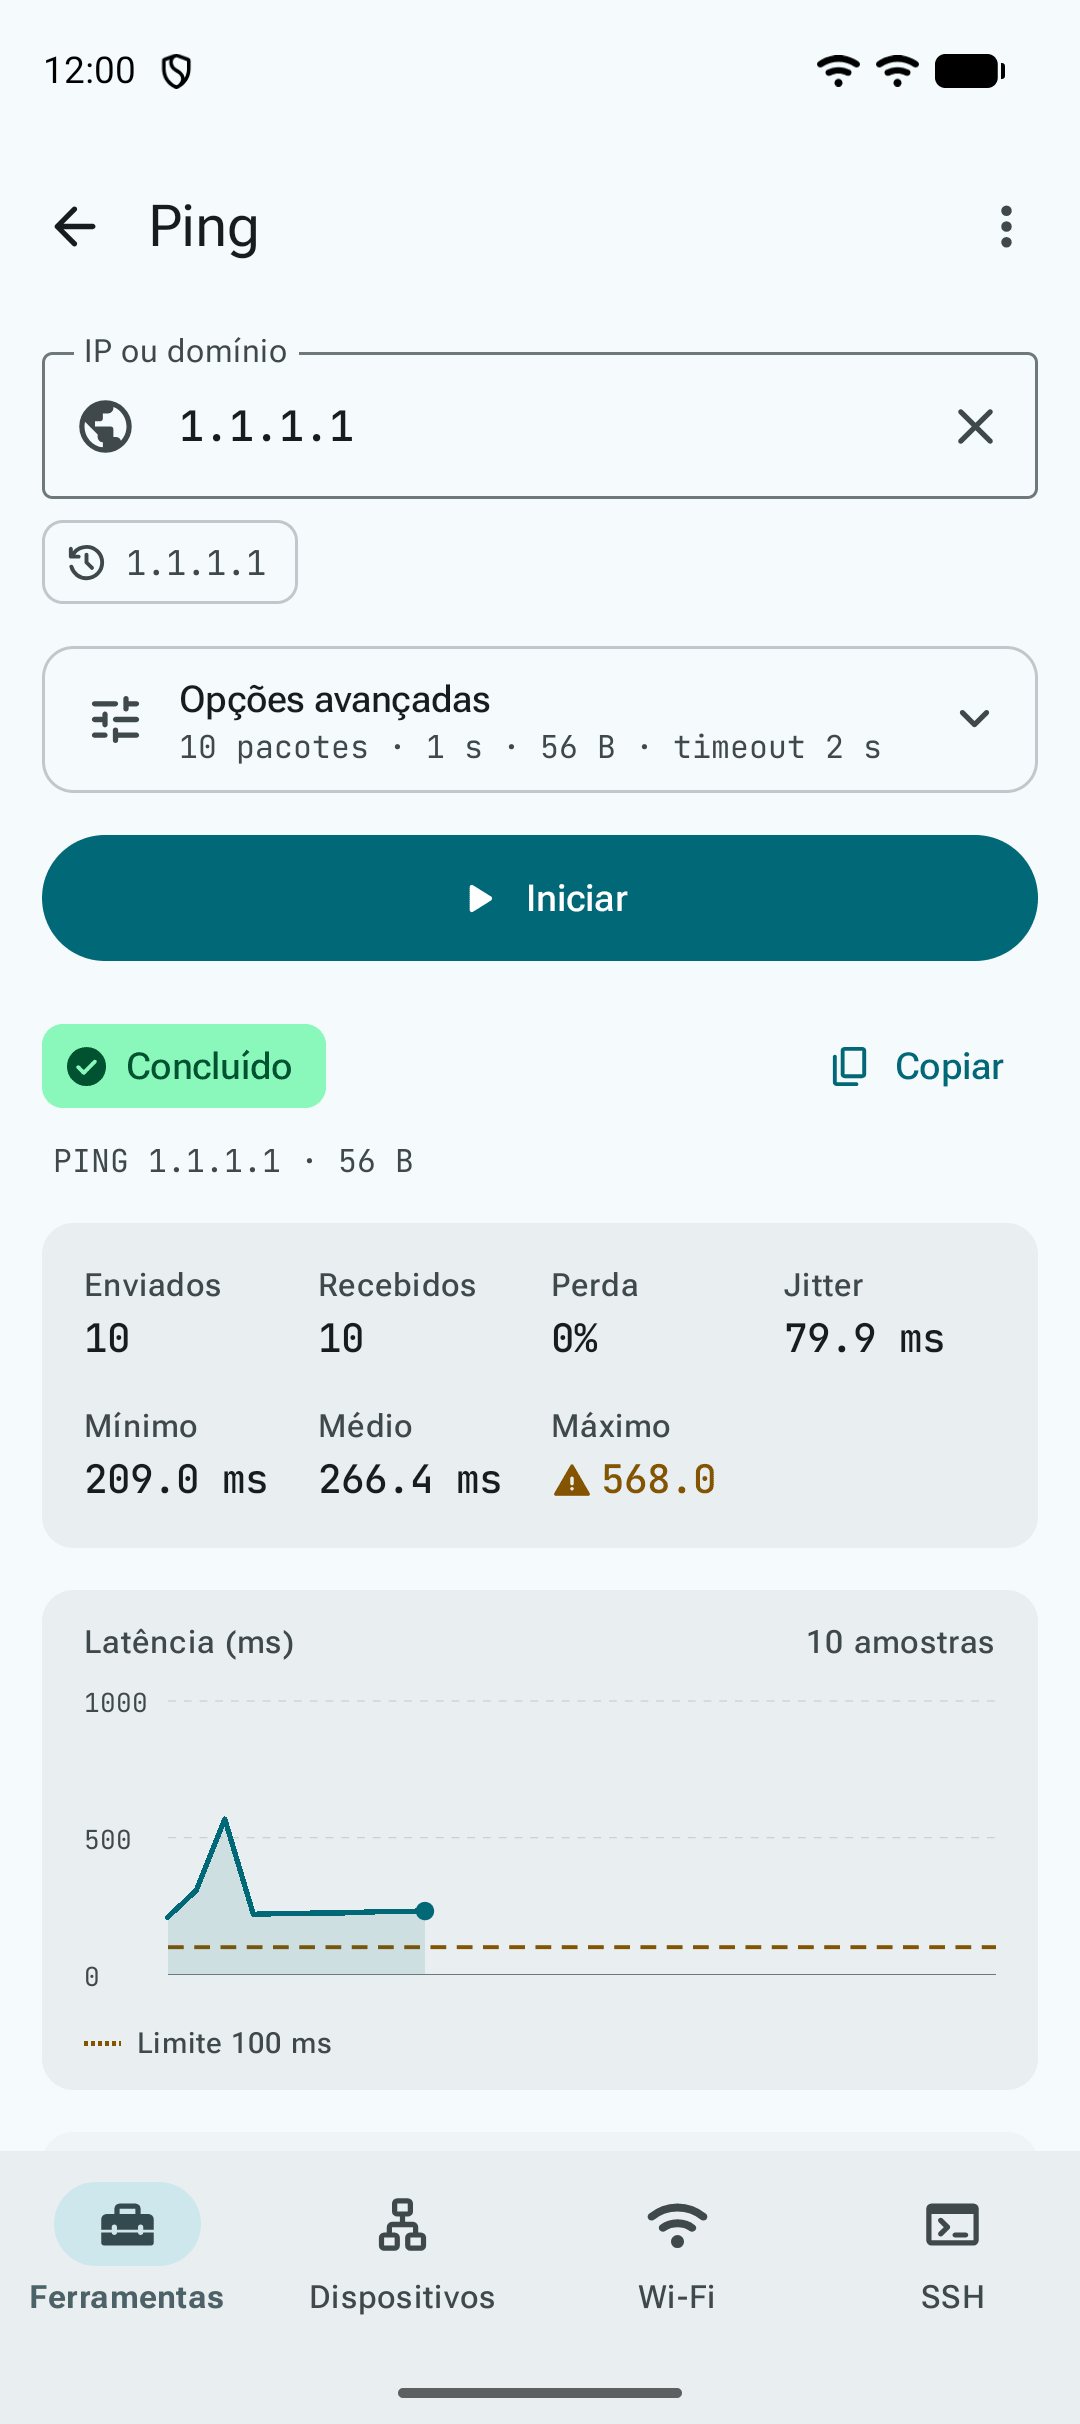 12:00
Ping
IP ou domínio
1.1.1.1
1.1.1.1
Opções avançadas
10 pacotes · 1 s · 56 B · timeout 2 s
Iniciar
Concluído
Copiar
PING 1.1.1.1 · 56 B
Enviados Recebidos Perda Jitter
10 10 0% 79.9 ms
Mínimo Médio Máximo
209.0 ms 266.4 ms 568.0
Latência (ms) 10 amostras
1000
500
0
Limite 100 ms
Ferramentas Dispositivos Wi-Fi SSH